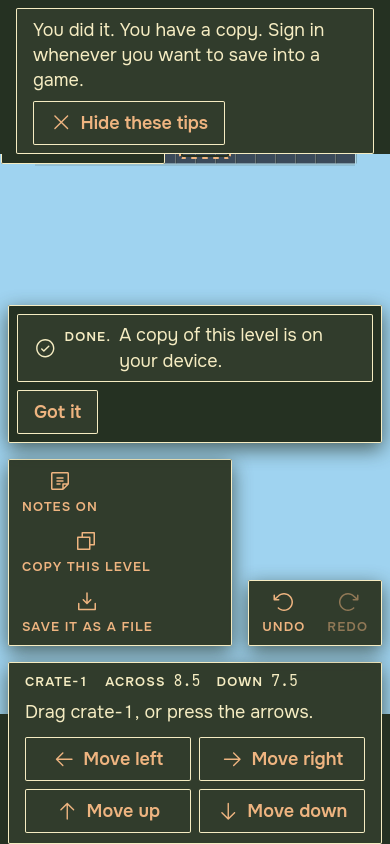 You did it. You have a copy. Sign in
whenever you want to save into a
game.
Hide these tips
DONE. A copy of this level is on
your device.
Got it
NOTES ON
COPY THIS LEVEL
SAVE IT AS A FILE
UNDO REDO
CRATE-1 ACROSS 8.5 DOWN 7.5
Drag crate-1, or press the arrows.
Move left Move right
Move up Move down